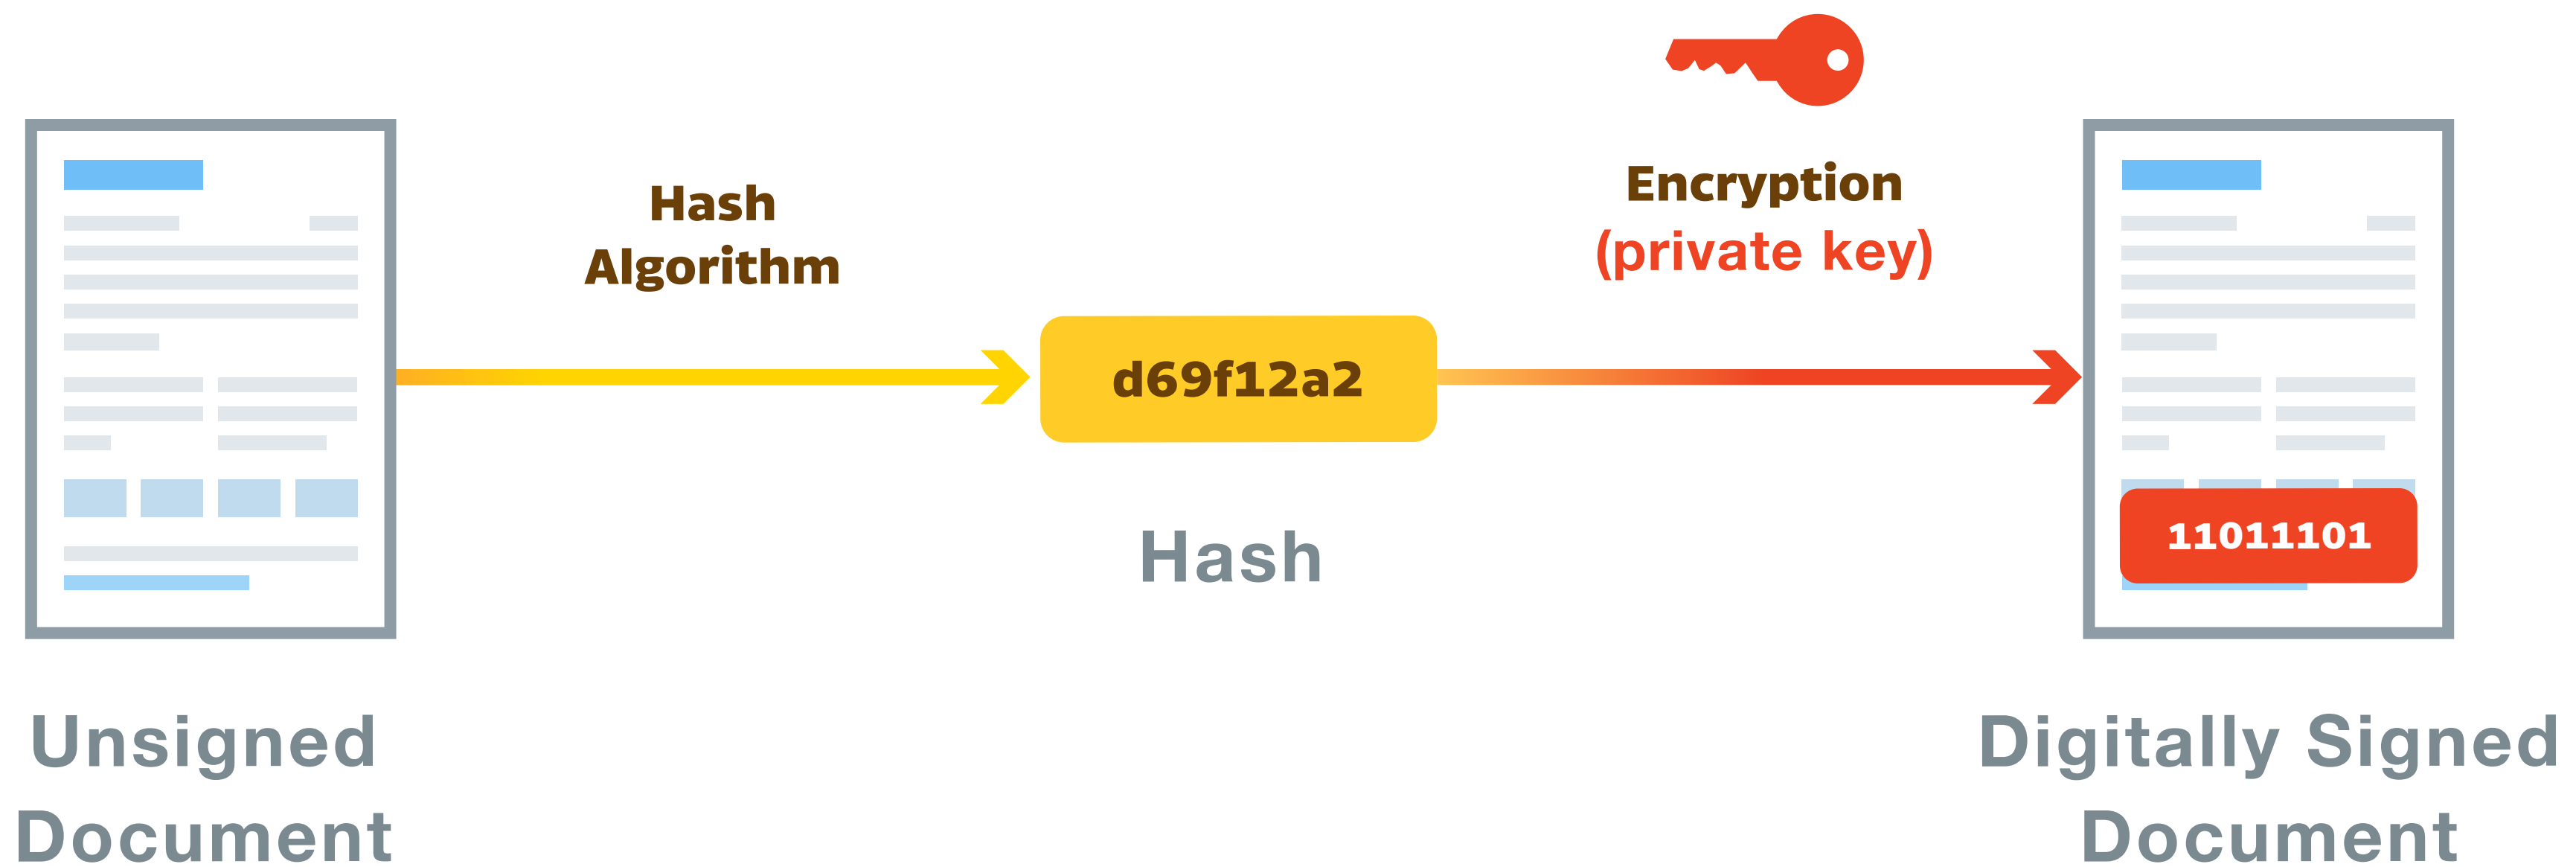 Hash
Algorithm
Encryption
(private key)
d69f12a2
Hash
11011101
Unsigned
Document
Digitally Signed
Document